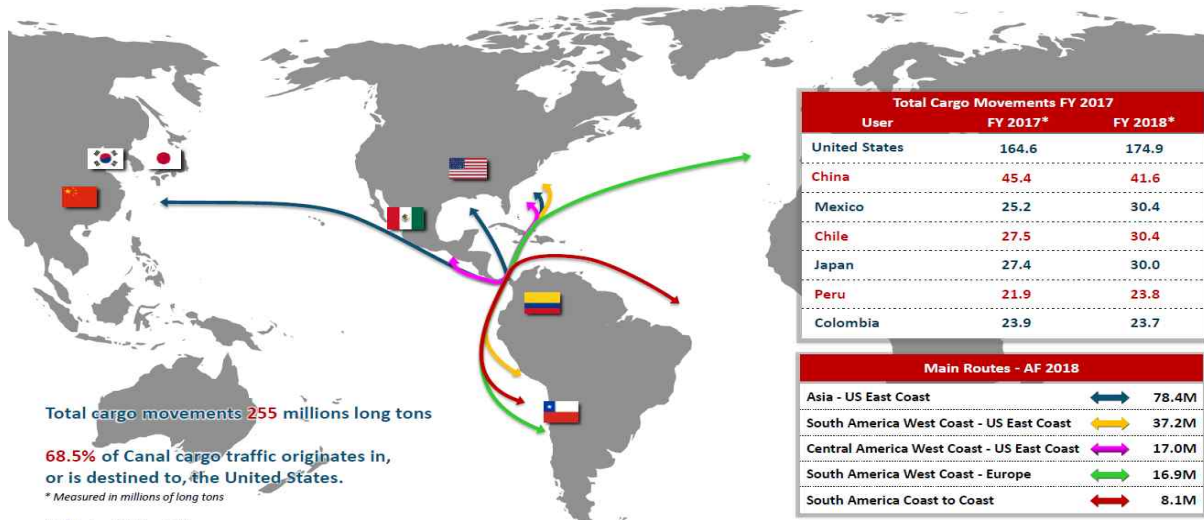 Total Cargo Movements FY 2017
User FY 2017* FY 2018*
United States 164.6 174.9
China 45.4 41.6
Mexico 25.2 30.4
Chile 27.5 30.4
Japan 27.4 30.0
Peru 21.9 23.8
Colombia 23.9 23.7
Main Routes - AF 2018
Asia - US East Coast 78.4M
South America West Coast - US East Coast 37.2M
Central America West Coast - US East Coast 17.0M
South America West Coast - Europe 16.9M
South America Coast to Coast 8.1M
Total cargo movements 255 millions long tons
68.5% of Canal cargo traffic originates in,
or is destined to, the United States.
* Measured in millions of long tons